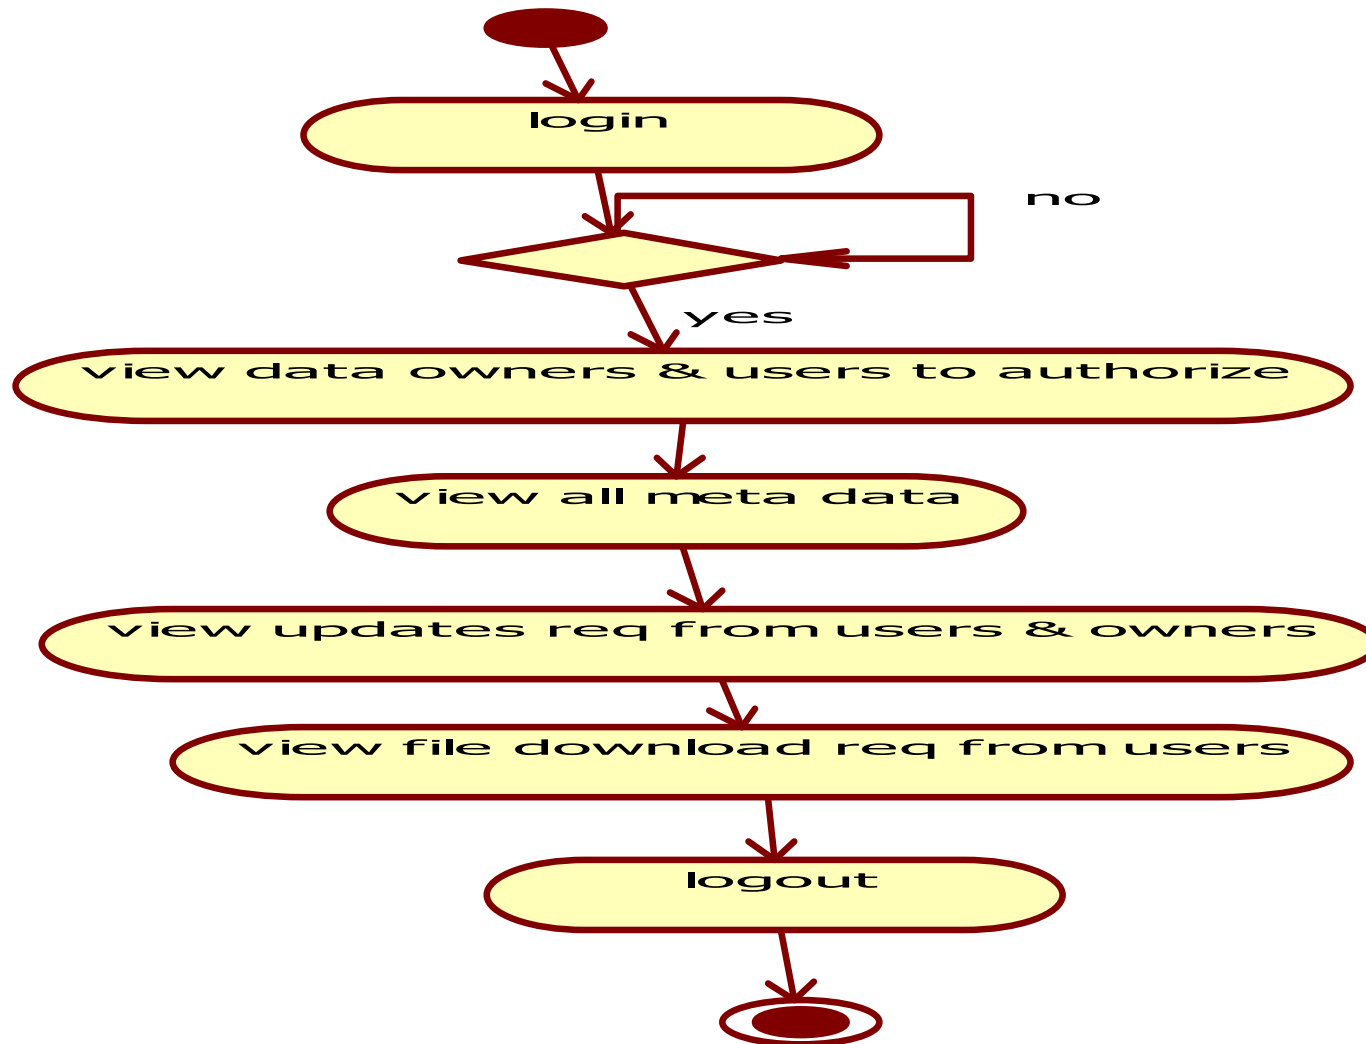 login
no
yes
view data owners & users to authorize
view all meta data
view updates req from users & owners
view file download req from users
logout